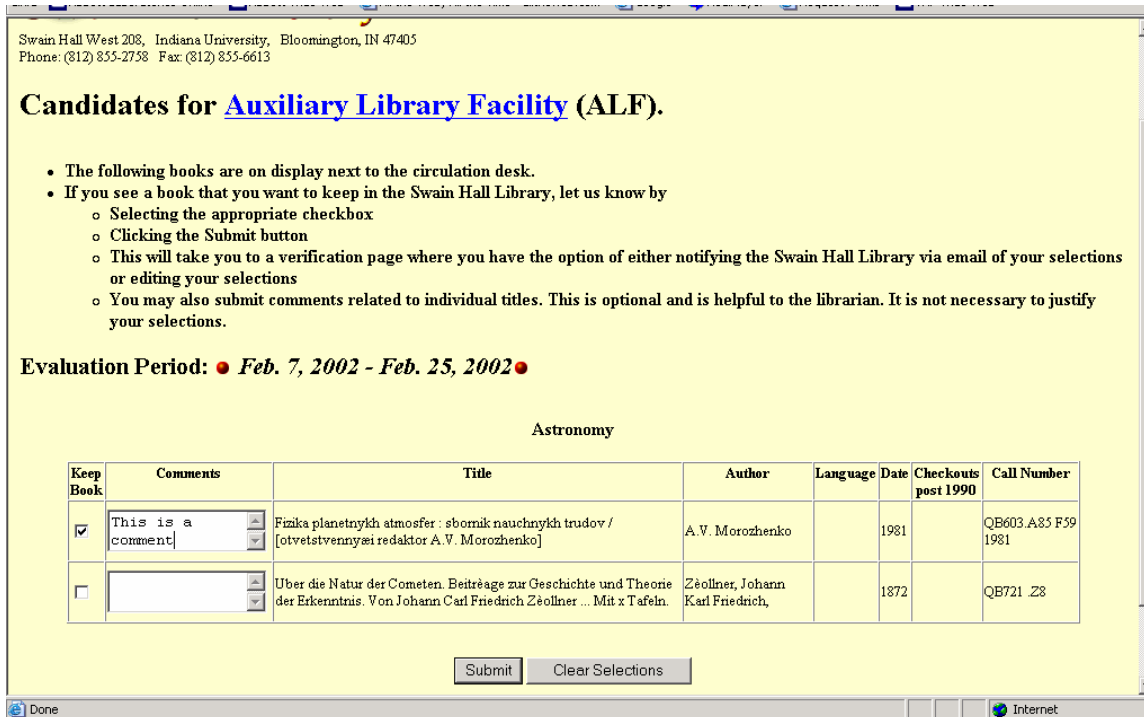 Swain Hall West 208, Indiana University, Bloomington, IN 47405
Phone: (812) 855-2758 Fax: (812) 855-6613
Candidates for Auxiliary Library Facility (ALF).
The following books are on display next to the circulation desk.
If you see a book that you want to keep in the Swain Hall Library, let us know by
Selecting the appropriate checkbox
Clicking the Submit button
This will take you to a verification page where you have the option of either notifying the Swain Hall Library via email of your selections
or editing your selections
You may also submit comments related to individual titles. This is optional and is helpful to the librarian. It is not necessary to justify
your selections.
Evaluation Period: Feb. 7, 2002 - Feb. 25, 2002
Astronomy
Keep Book Comments Title Author Language Date Checkouts post 1990 Call Number
This is a comment
Fizika planetnykh atmosfer : sbornik nauchnykh trudov /
[otvetstvennyæi redaktor A.V. Morozhenko]
A.V. Morozhenko
1981
QB603.A85 F59
1981
Uber die Natur der Cometen. Beitrèage zur Geschichte und Theorie
der Erkenntnis. Von Johann Carl Friedrich Zèollner ... Mit x Tafeln.
Zèollner, Johann
Karl Friedrich,
1872
QB721 .Z8
Submit Clear Selections
Done Internet